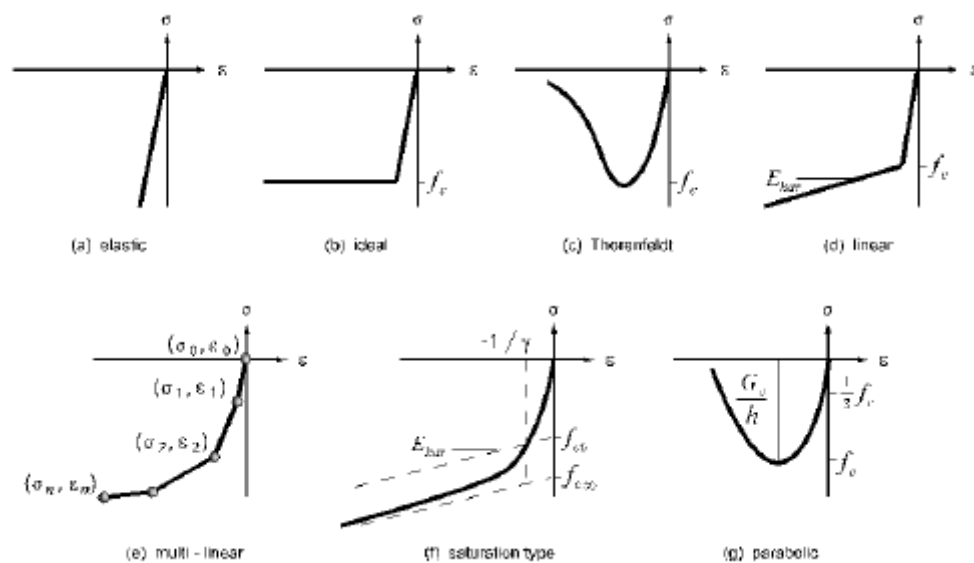 σ σ σ σ
ε ε ε ε
f_c f_c E_har f_c
(a) elastic (b) ideal (c) Thorenfeldt (d) linear
σ σ σ
(σ_0, ε_0) ε -1 / γ ε ε
(σ_1, ε_1) G_c/h 1/3 f_c
(σ_2, ε_2) E_har f_c0 f_c
(σ_n, ε_n) f_c∞
(e) multi - linear (f) saturation type (g) parabolic